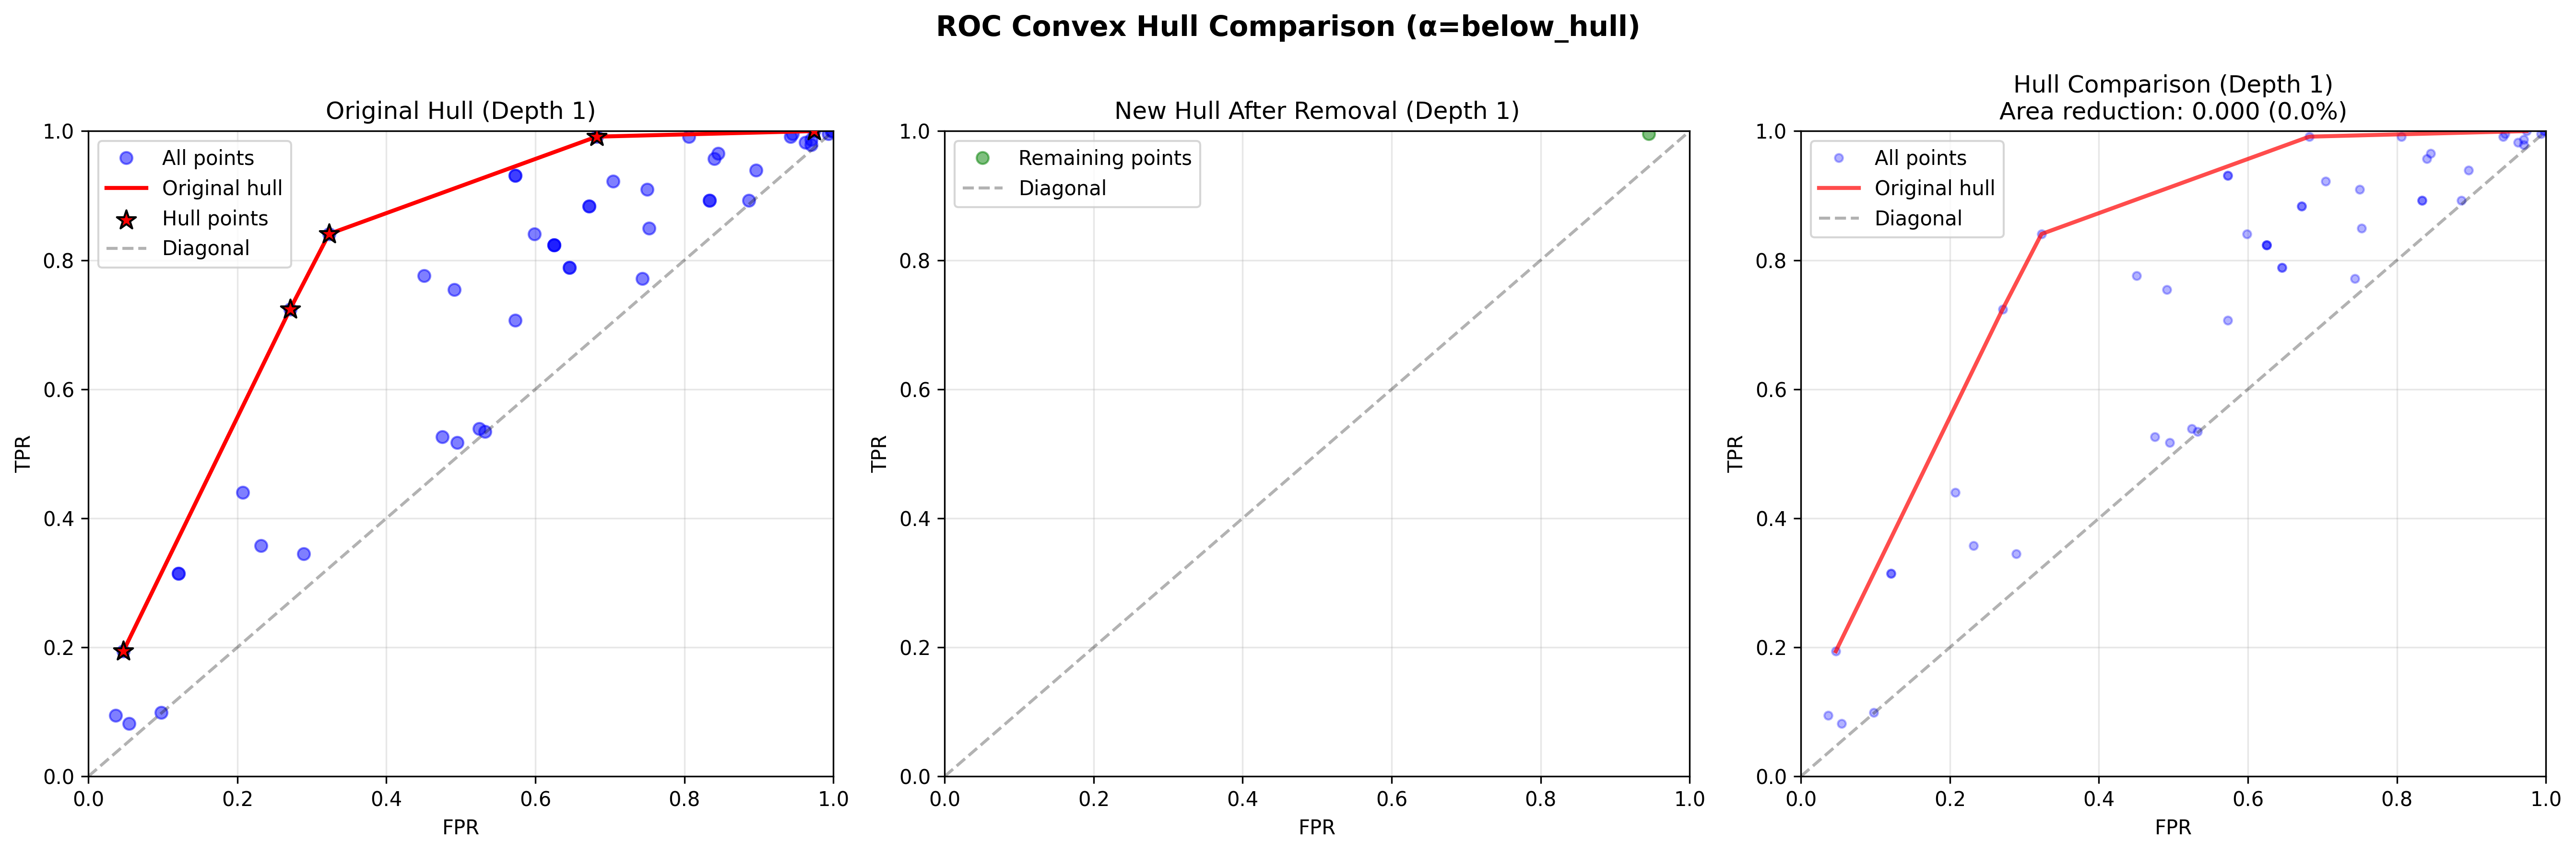 ROC Convex Hull Comparison (α=below_hull)
Original Hull (Depth 1)
1.0
0.8
0.6
0.4
0.2
0.0
TPR
All points
Original hull
Hull points
Diagonal
0.0 0.2 0.4 0.6 0.8 1.0
FPR
New Hull After Removal (Depth 1)
1.0
0.8
0.6
0.4
0.2
0.0
TPR
Remaining points
Diagonal
0.0 0.2 0.4 0.6 0.8 1.0
FPR
Hull Comparison (Depth 1)
Area reduction: 0.000 (0.0%)
1.0
0.8
0.6
0.4
0.2
0.0
TPR
All points
Original hull
Diagonal
0.0 0.2 0.4 0.6 0.8 1.0
FPR